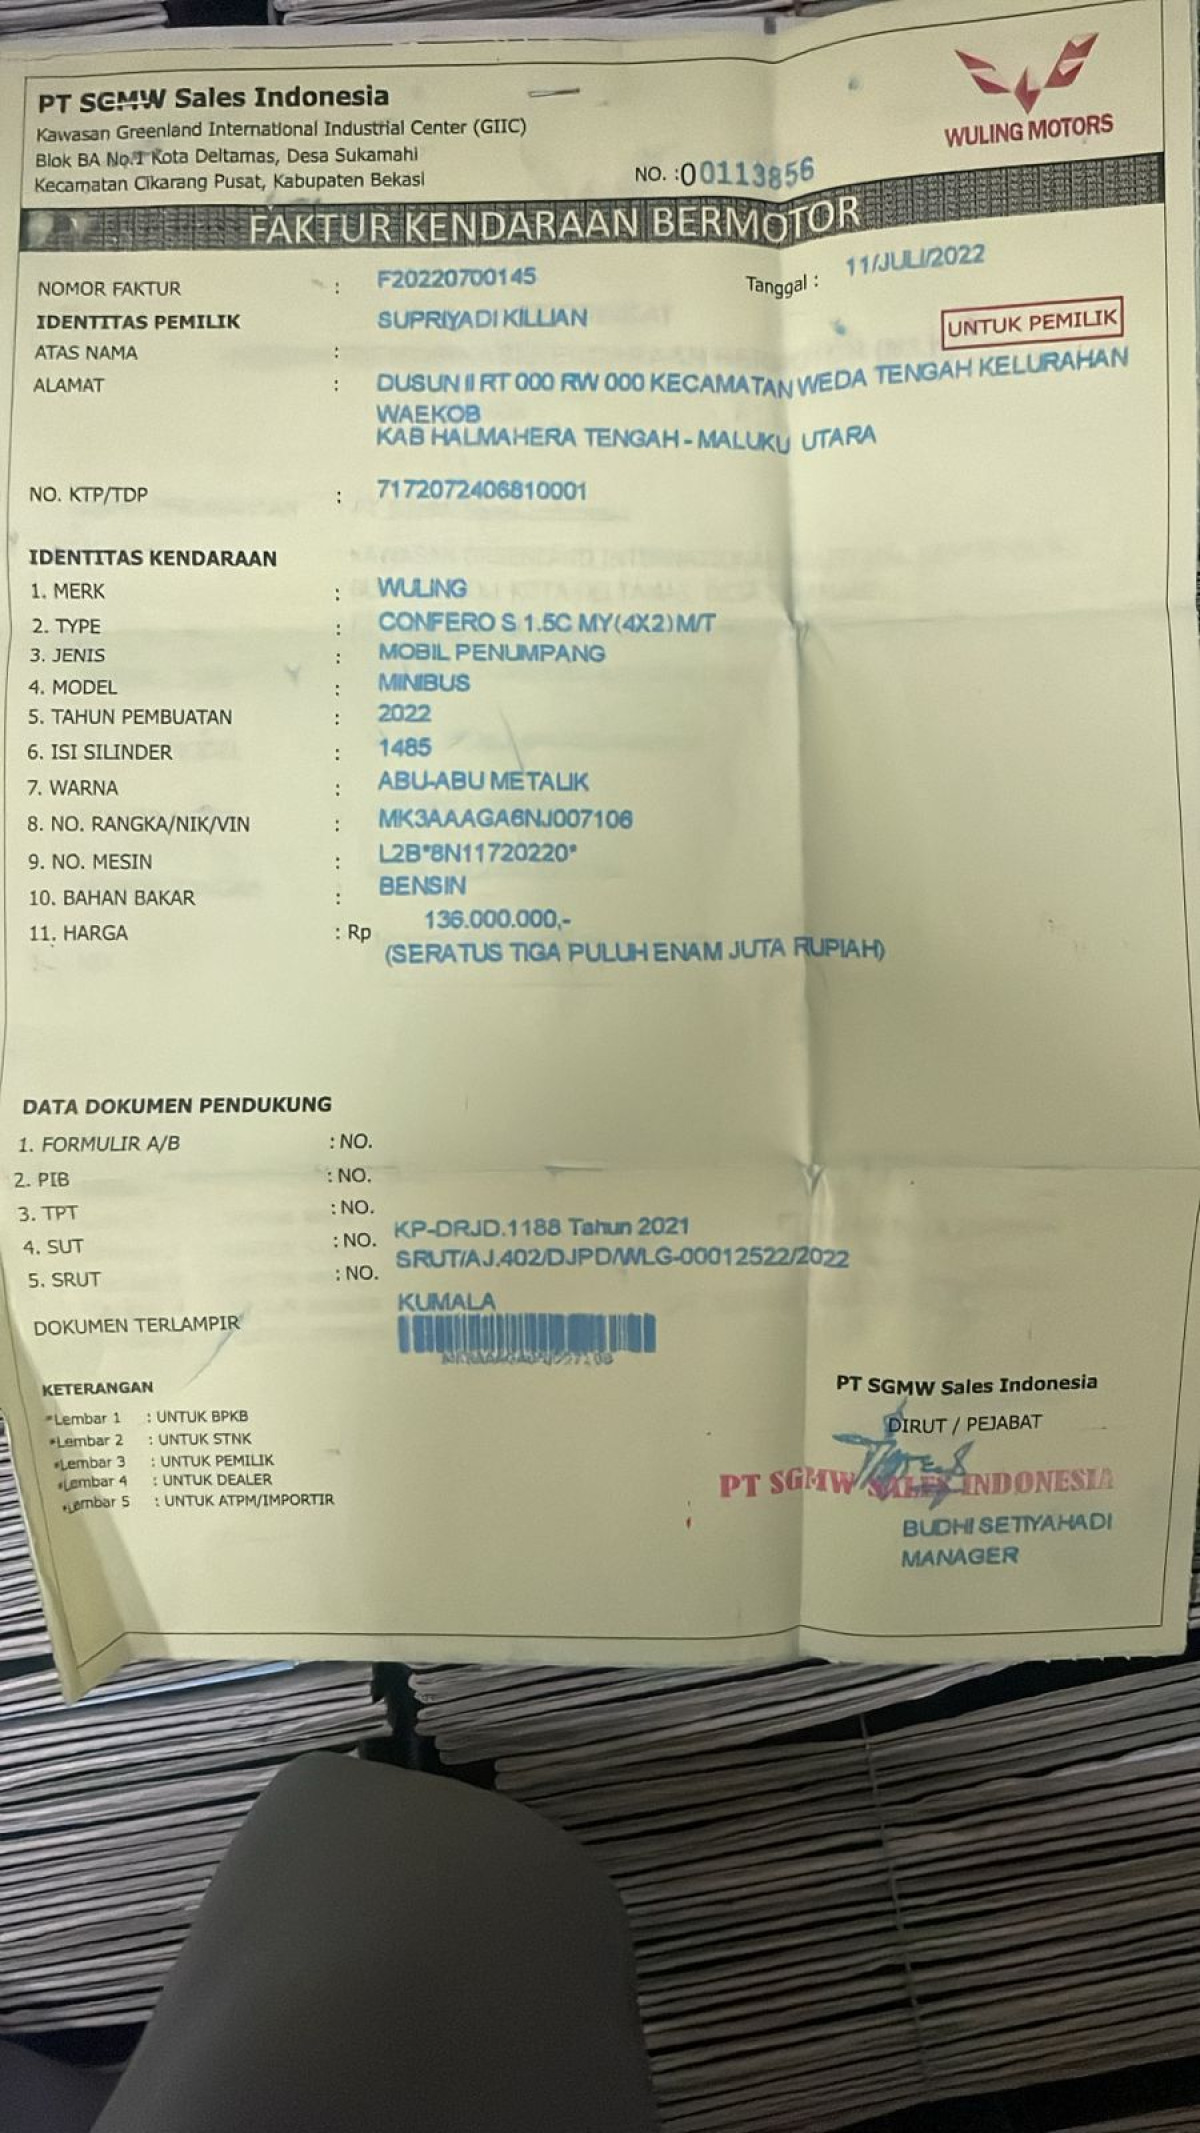 PT SGMW Sales Indonesia
Kawasan Greenland International Industrial Center (GIIC)
Blok BA No.1 Kota Deltamas, Desa Sukamahi
Kecamatan Cikarang Pusat, Kabupaten Bekasi
WULING MOTORS
NO. :00113856
FAKTUR KENDARAAN BERMOTOR
NOMOR FAKTUR : F20220700145 Tanggal : 11/JULI/2022
IDENTITAS PEMILIK SUPRIYADI KILLIAN
UNTUK PEMILIK
ATAS NAMA :
ALAMAT : DUSUN II RT 000 RW 000 KECAMATAN WEDA TENGAH KELURAHAN
WAEKOB
KAB HALMAHERA TENGAH - MALUKU UTARA
NO. KTP/TDP : 7172072406810001
IDENTITAS KENDARAAN
1. MERK : WULING
2. TYPE : CONFERO S 1.5C MY(4X2)M/T
3. JENIS : MOBIL PENUMPANG
4. MODEL : MINIBUS
5. TAHUN PEMBUATAN : 2022
6. ISI SILINDER : 1485
7. WARNA : ABU-ABU METALIK
8. NO. RANGKA/NIK/VIN : MK3AAAGA6NJ007106
9. NO. MESIN : L2B*8N11720220*
10. BAHAN BAKAR : BENSIN
11. HARGA : Rp 136.000.000,-
(SERATUS TIGA PULUH ENAM JUTA RUPIAH)
DATA DOKUMEN PENDUKUNG
1. FORMULIR A/B : NO.
2. PIB : NO.
3. TPT : NO.
4. SUT : NO. KP-DRJD.1188 Tahun 2021
5. SRUT : NO. SRUT/AJ.402/DJPD/WLG-00012522/2022
DOKUMEN TERLAMPIR KUMALA
KETERANGAN
*Lembar 1 : UNTUK BPKB
*Lembar 2 : UNTUK STNK
*Lembar 3 : UNTUK PEMILIK
*Lembar 4 : UNTUK DEALER
*Lembar 5 : UNTUK ATPM/IMPORTIR
PT SGMW Sales Indonesia
DIRUT / PEJABAT
PT SGMW SALES INDONESIA
BUDHI SETIYAHADI
MANAGER